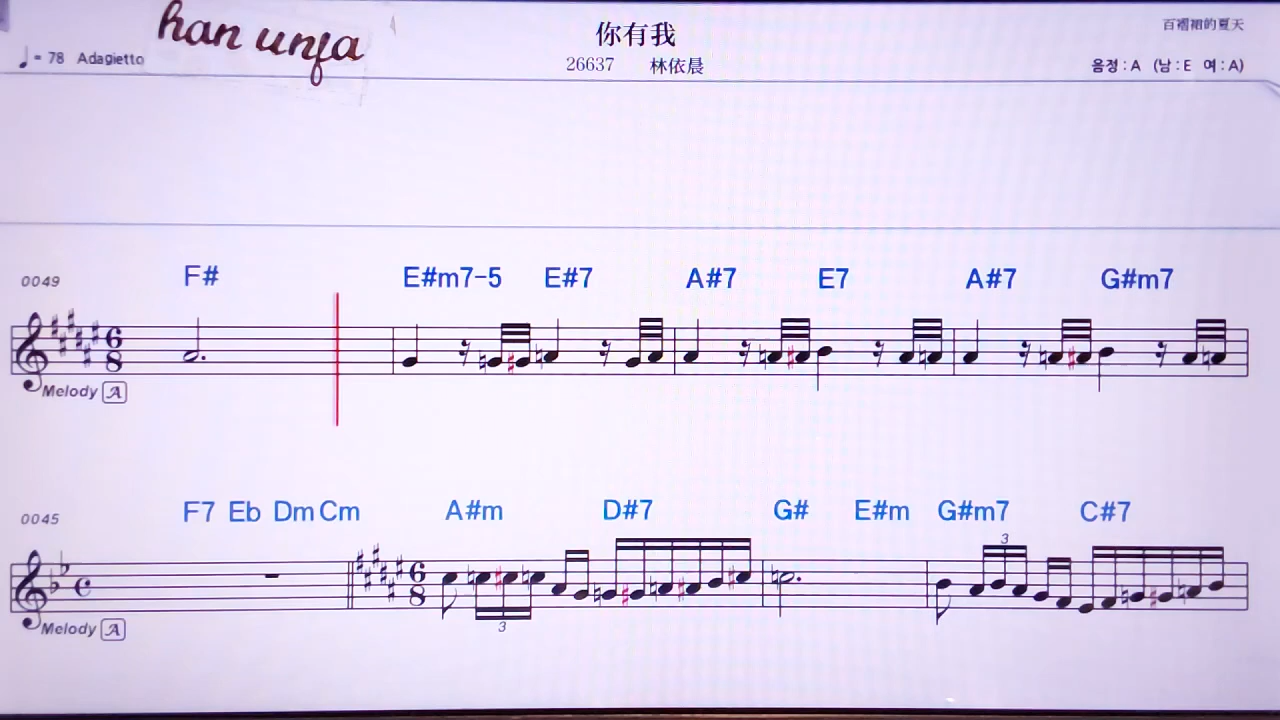 han unfa
你有我
百褶裙的夏天
♩= 78 Adagietto
26637 林依晨
음정 : A (남 : E 여 : A)
0049 F# E#m7-5 E#7 A#7 E7 A#7 G#m7
6 8
Melody A
0045 F7 Eb Dm Cm A#m D#7 G# E#m G#m7 C#7
3
6 8
3
Melody A